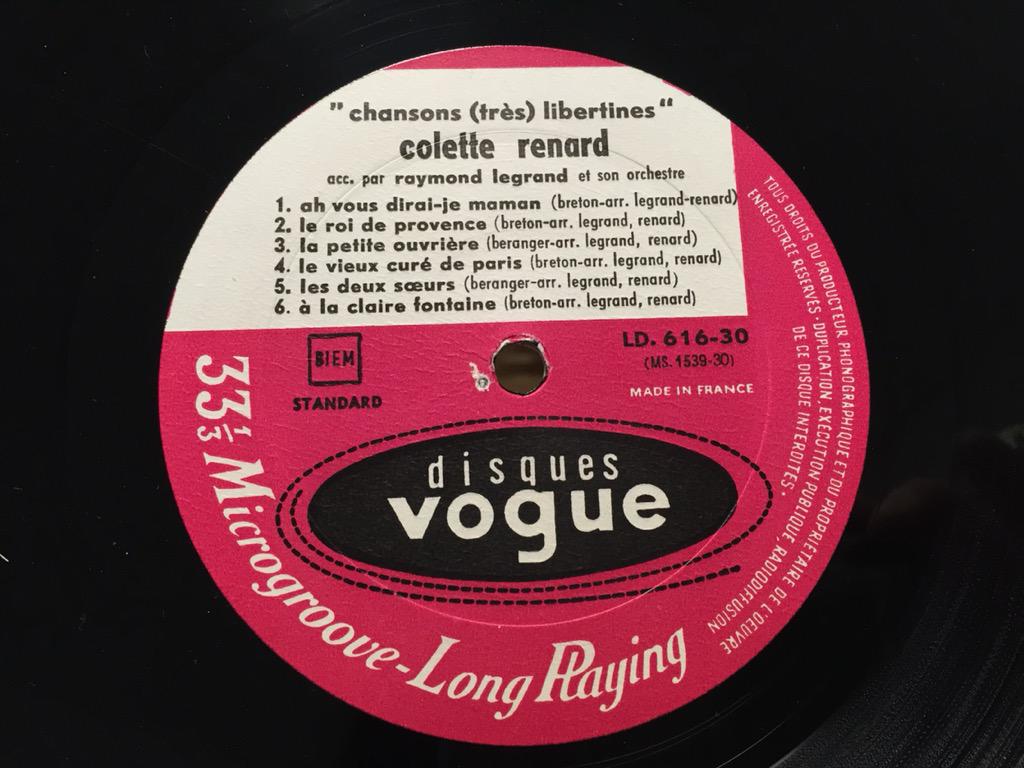 "chansons (très) libertines"
colette renard
acc. par raymond legrand et son orchestre
1. ah vous dirai-je maman (breton-arr. legrand-renard)
2. le roi de provence (breton-arr. legrand, renard)
3. la petite ouvrière (beranger-arr. legrand, renard)
4. le vieux curé de paris (breton-arr. legrand, renard)
5. les deux sœurs (beranger-arr. legrand, renard)
6. à la claire fontaine (breton-arr. legrand, renard)
BIEM
STANDARD
LD. 616-30
(MS. 1539-30)
MADE IN FRANCE
disques
vogue
33 1/3 Microgroove-Long Playing
TOUS DROITS DU PRODUCTEUR PHONOGRAPHIQUE ET DU PROPRIÉTAIRE DE L'OEUVRE
ENREGISTRÉE RÉSERVÉS · DUPLICATION, EXÉCUTION PUBLIQUE, RADIODIFFUSION
DE CE DISQUE INTERDITES.